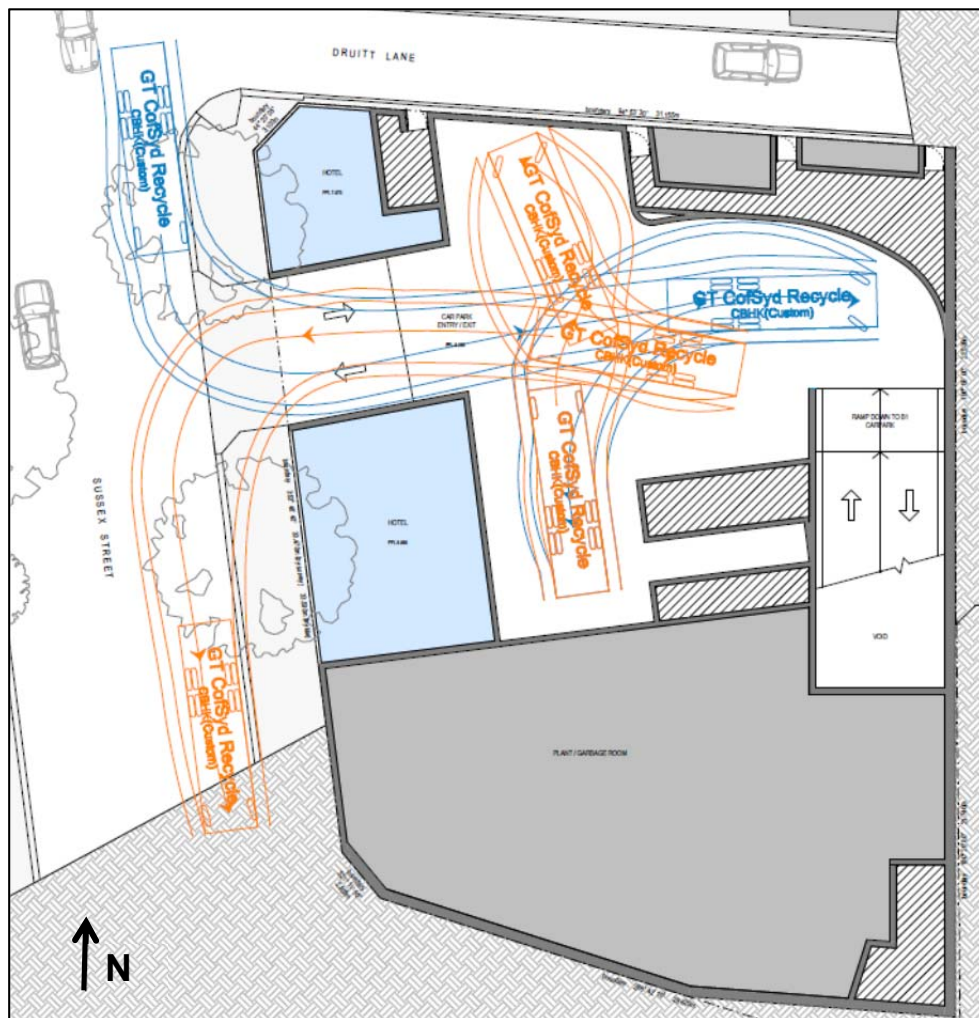 DRUITT LANE
GT CofSyd Recycle
CBHK(Custom)
HOTEL
GT CofSyd Recycle
CBHK(Custom)
GT CofSyd Recycle
CBHK(Custom)
CAR PARK
ENTRY / EXIT
GT CofSyd Recycle
CBHK(Custom)
RAMP DOWN TO B1
CARPARK
GT CofSyd Recycle
CBHK(Custom)
SUSSEX STREET
HOTEL
VOID
GT CofSyd Recycle
CBHK(Custom)
PLANT / GARBAGE ROOM
N